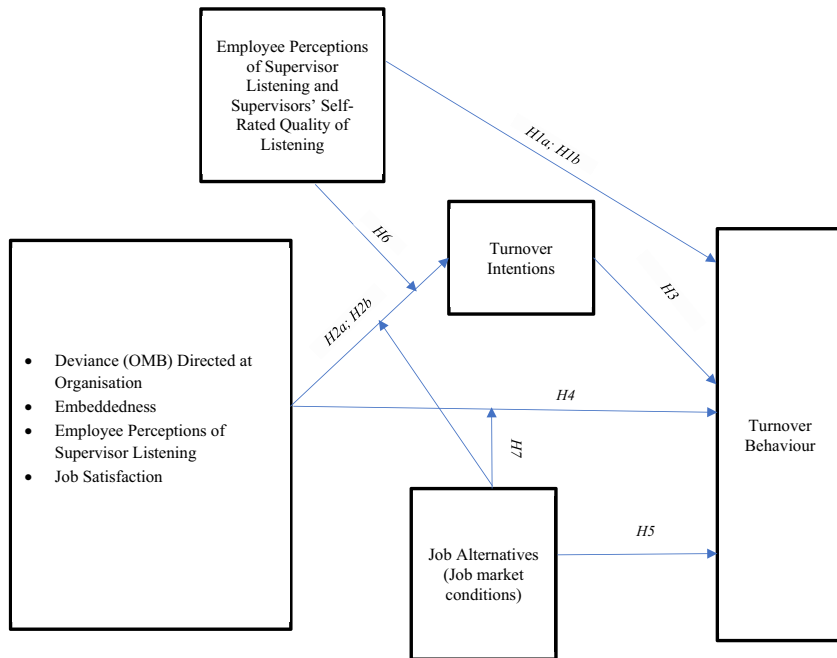 Employee Perceptions
of Supervisor
Listening and
Supervisors' Self-
Rated Quality of
Listening
H1a; H1b
H6
Turnover
Intentions
H3
H2a; H2b
• Deviance (OMB) Directed at
Organisation
• Embeddedness
• Employee Perceptions of
Supervisor Listening
• Job Satisfaction
H4
Turnover
Behaviour
H7
H5
Job Alternatives
(Job market
conditions)